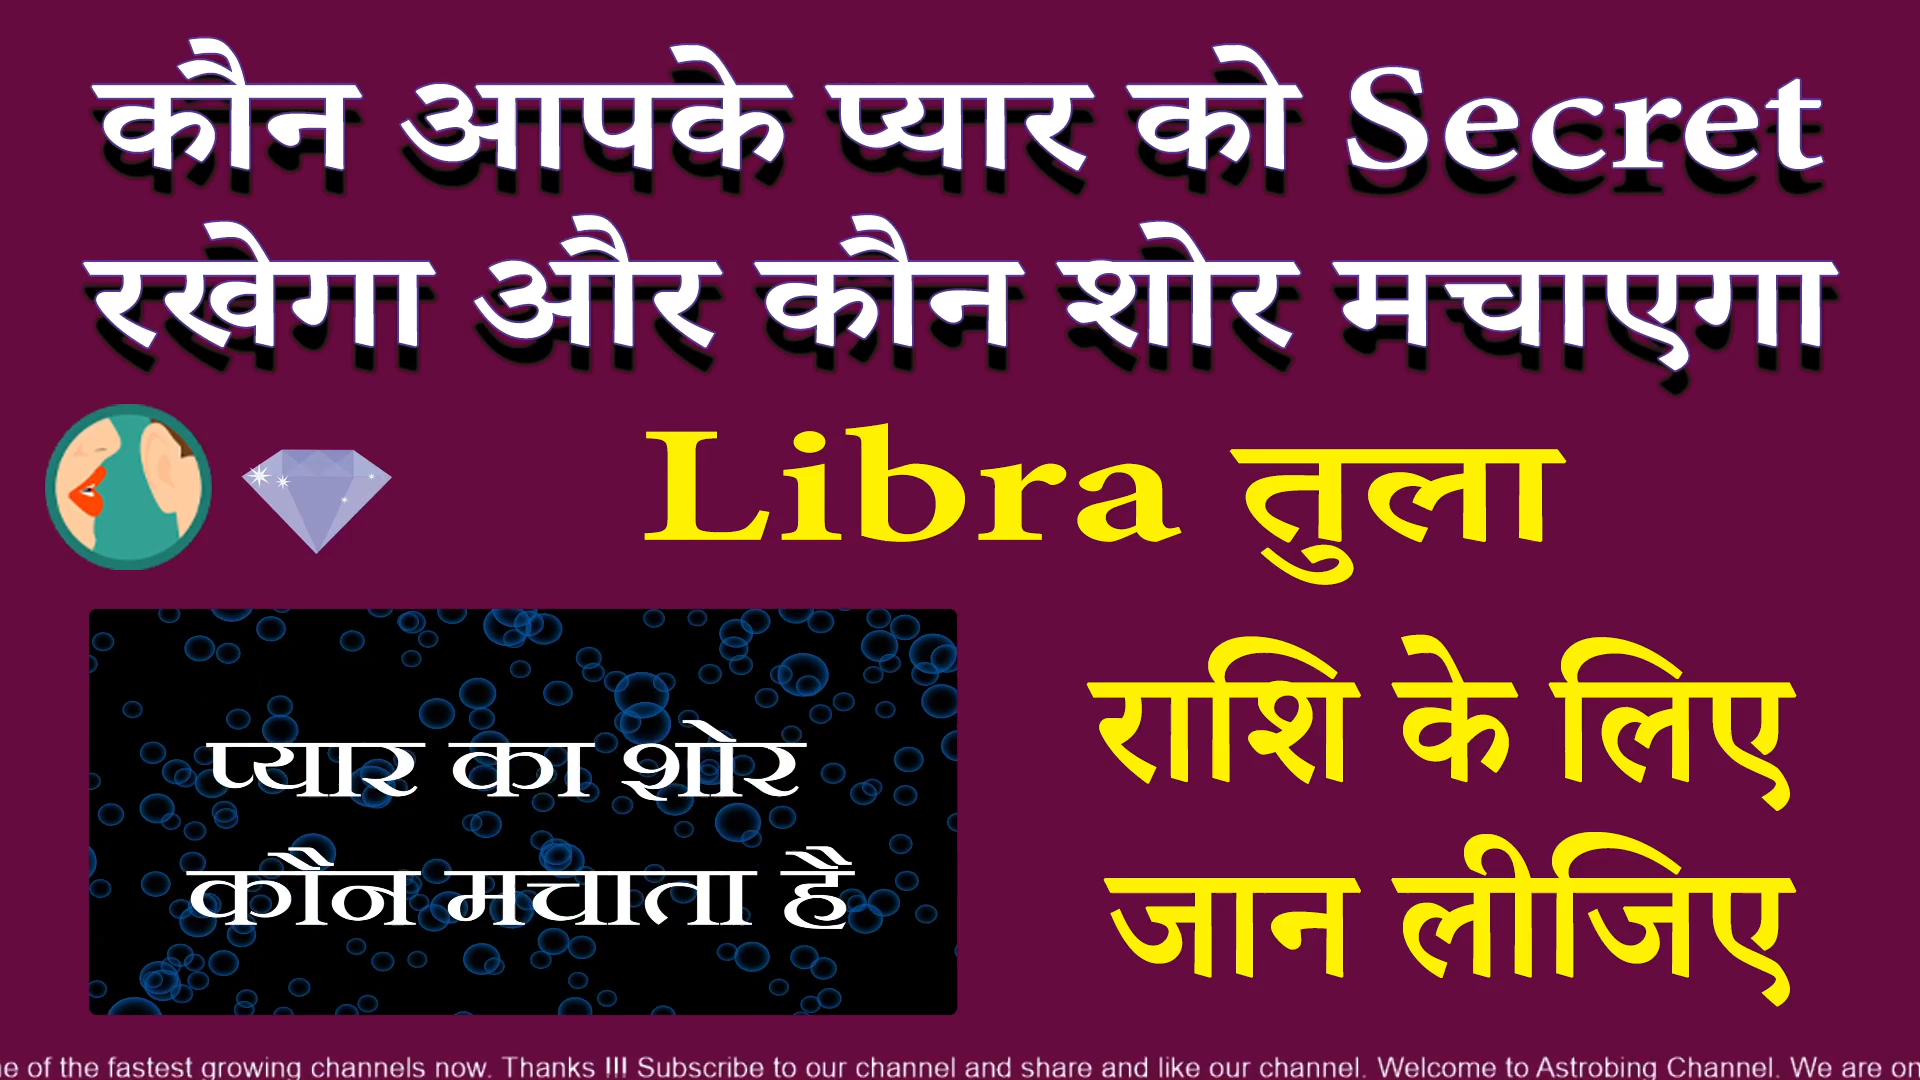 कौन आपके प्यार को Secret
रखेगा और कौन शोर मचाएगा
Libra तुला
राशि के लिए
जान लीजिए
प्यार का शोर
कौन मचाता है
e of the fastest growing channels now. Thanks !!! Subscribe to our channel and share and like our channel. Welcome to Astrobing Channel. We are on